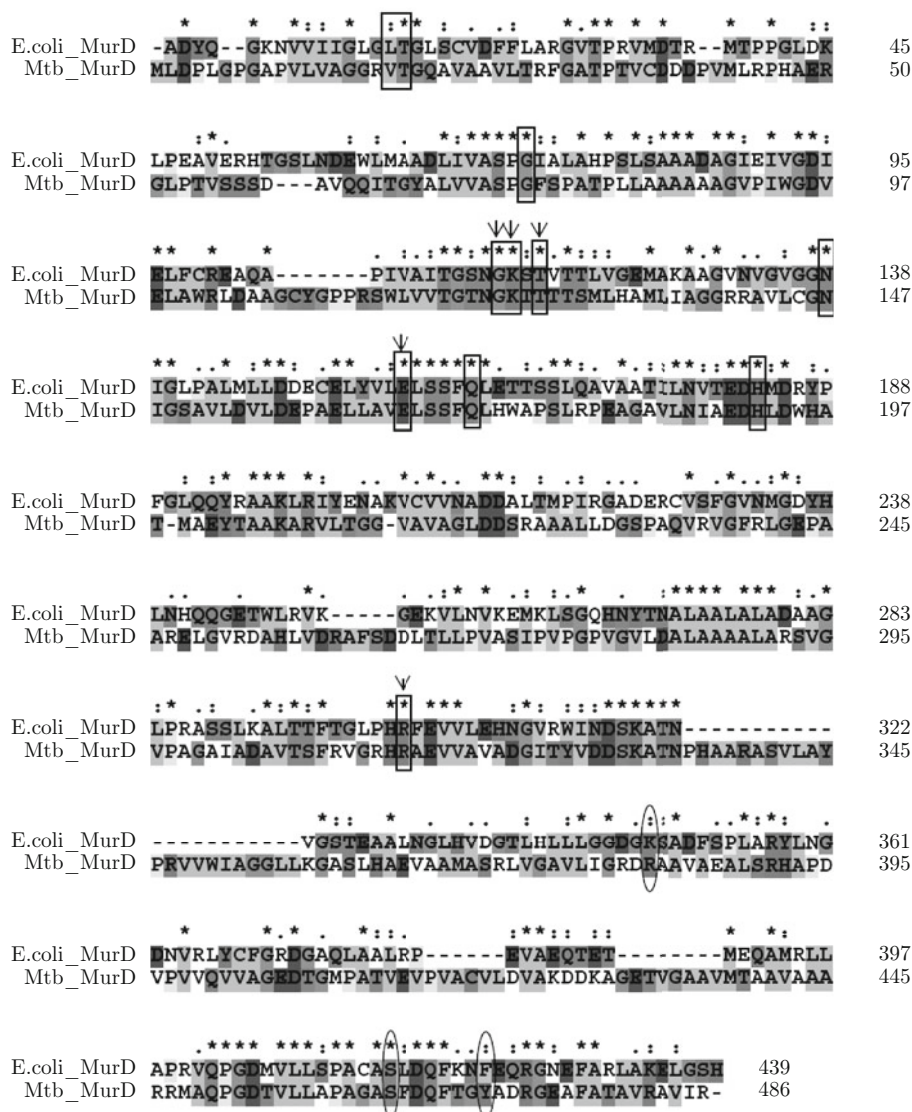 E.coli_MurD -ADYQ--GKNVVIIGLGLTGLSCVDFFLARGVTPRVMDTR--MTPPGLDK 45
Mtb_MurD MLDPLGPGAPVLVAGGRVTGQAVAAVLTRFGATPTVCDDDPVMLRPHAER 50
E.coli_MurD LPEAVERHTGSLNDEWLMAADLIVASPGIALAHPSLSAAADAGIEIVGDI 95
Mtb_MurD GLPTVSSSD---AVQQITGYALVVASPGFSPATPLLAAAAAAGVPIWGDV 97
E.coli_MurD ELFCREAQA-------PIVAITGSNGKSTVTTLVGEMAKAAGVNVGVGGN 138
Mtb_MurD ELAWRLDAAGCYGPPRSWLVVTGTNGKTTTTSMLHAMLIAGGRRAVLCGN 147
E.coli_MurD IGLPALMLLDDECELYVLELSSFQLETTSSLQAVAATILNVTEDHMDRYP 188
Mtb_MurD IGSAVLDVLDEPAELLAVELSSFQLHWAPSLRPEAGAVLNIAEDHLDWHA 197
E.coli_MurD FGLQQYRAAKLRIYENAKVCVVNADDALTMPIRGADERCVSFGVNMGDYH 238
Mtb_MurD T-MAEYTAAKARVLTGG-VAVAGLDDSRAAALLDGSPAQVRVGFRLGEPA 245
E.coli_MurD LNHQQGETWLRVK-----GEKVLNVKEMKLSGQHNYTNALAALALADAAG 283
Mtb_MurD ARELGVRDAHLVDRAFSDDLTLLPVASIPVPGPVGVLDALAAAALARSVG 295
E.coli_MurD LPRASSLKALTTFTGLPHRFEVVLEHNGVRWINDSKATN----------- 322
Mtb_MurD VPAGAIADAVTSFRVGRHRAEVVAVADGITYVDDSKATNPHAARASVLAY 345
E.coli_MurD -----------VGSTEAALNGLHVDGTLHLLLGGDGKSADFSPLARYLNG 361
Mtb_MurD PRVVWIAGGLLKGASLHAEVAAMASRLVGAVLIGRDRAAVAEALSRHAPD 395
E.coli_MurD DNVRLYCFGRDGAQLAALRP------EVAEQTET--------MEQAMRLL 397
Mtb_MurD VPVVQVVAGEDTGMPATVEVPVACVLDVAKDDKAGETVGAAVMTAAVAAA 445
E.coli_MurD APRVQPGDMVLLSPACASLDQFKNFEQRGNEFARLAKELGSH 439
Mtb_MurD RRMAQPGDTVLLAPAGASFDQFTGYADRGEAFATAVRAVIR- 486